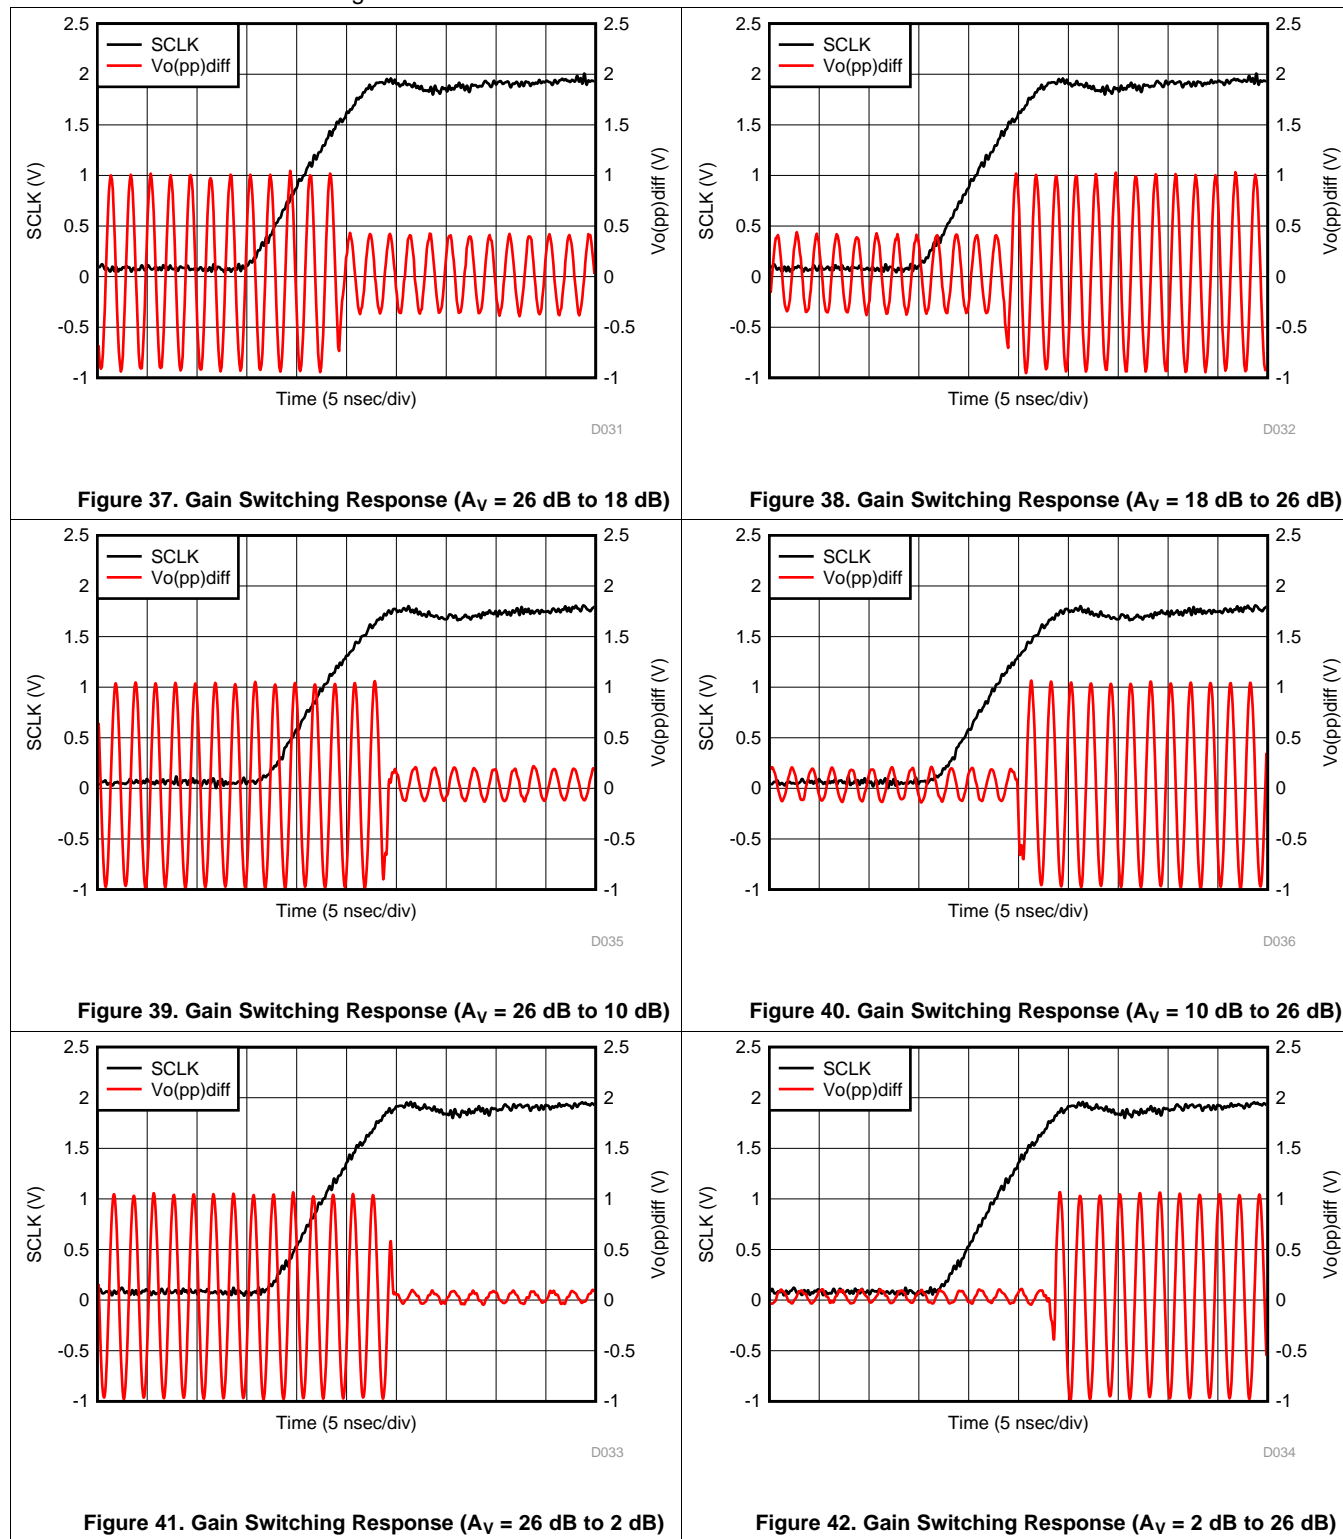 2.5 2.5
SCLK
Vo(pp)diff
2 2
1.5 1.5
1 1
0.5 0.5
0 0
-0.5 -0.5
-1 -1
SCLK (V)
Vo(pp)diff (V)
Time (5 nsec/div)
D031
Figure 37. Gain Switching Response (AV = 26 dB to 18 dB)
2.5 2.5
SCLK
Vo(pp)diff
2 2
1.5 1.5
1 1
0.5 0.5
0 0
-0.5 -0.5
-1 -1
SCLK (V)
Vo(pp)diff (V)
Time (5 nsec/div)
D032
Figure 38. Gain Switching Response (AV = 18 dB to 26 dB)
2.5 2.5
SCLK
Vo(pp)diff
2 2
1.5 1.5
1 1
0.5 0.5
0 0
-0.5 -0.5
-1 -1
SCLK (V)
Vo(pp)diff (V)
Time (5 nsec/div)
D035
Figure 39. Gain Switching Response (AV = 26 dB to 10 dB)
2.5 2.5
SCLK
Vo(pp)diff
2 2
1.5 1.5
1 1
0.5 0.5
0 0
-0.5 -0.5
-1 -1
SCLK (V)
Vo(pp)diff (V)
Time (5 nsec/div)
D036
Figure 40. Gain Switching Response (AV = 10 dB to 26 dB)
2.5 2.5
SCLK
Vo(pp)diff
2 2
1.5 1.5
1 1
0.5 0.5
0 0
-0.5 -0.5
-1 -1
SCLK (V)
Vo(pp)diff (V)
Time (5 nsec/div)
D033
Figure 41. Gain Switching Response (AV = 26 dB to 2 dB)
2.5 2.5
SCLK
Vo(pp)diff
2 2
1.5 1.5
1 1
0.5 0.5
0 0
-0.5 -0.5
-1 -1
SCLK (V)
Vo(pp)diff (V)
Time (5 nsec/div)
D034
Figure 42. Gain Switching Response (AV = 2 dB to 26 dB)